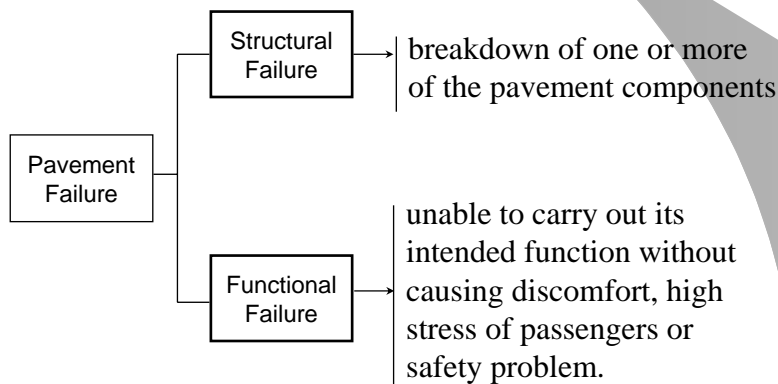 Pavement
Failure
Structural
Failure
breakdown of one or more
of the pavement components
Functional
Failure
unable to carry out its
intended function without
causing discomfort, high
stress of passengers or
safety problem.